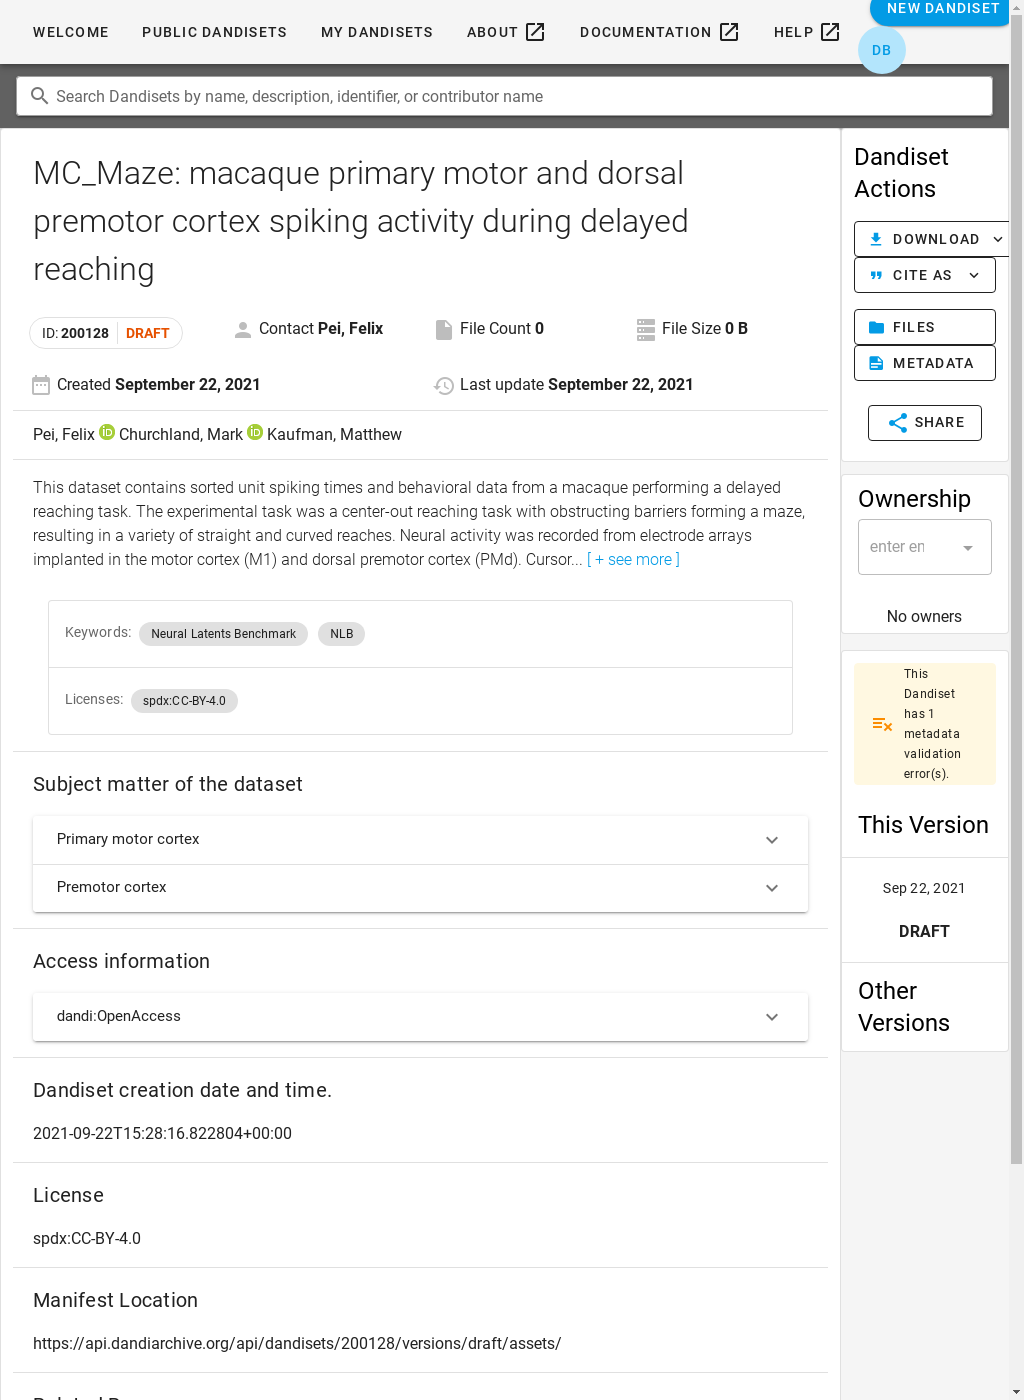 WELCOME PUBLIC DANDISETS MY DANDISETS ABOUT DOCUMENTATION HELP NEW DANDISET
DB
Search Dandisets by name, description, identifier, or contributor name
MC_Maze: macaque primary motor and dorsal
premotor cortex spiking activity during delayed
reaching
ID: 200128 DRAFT
Contact Pei, Felix
File Count 0
File Size 0 B
Created September 22, 2021
Last update September 22, 2021
Pei, Felix Churchland, Mark Kaufman, Matthew
This dataset contains sorted unit spiking times and behavioral data from a macaque performing a delayed
reaching task. The experimental task was a center-out reaching task with obstructing barriers forming a maze,
resulting in a variety of straight and curved reaches. Neural activity was recorded from electrode arrays
implanted in the motor cortex (M1) and dorsal premotor cortex (PMd). Cursor... [ + see more ]
Keywords: Neural Latents Benchmark NLB
Licenses: spdx:CC-BY-4.0
Subject matter of the dataset
Primary motor cortex
Premotor cortex
Access information
dandi:OpenAccess
Dandiset creation date and time.
2021-09-22T15:28:16.822804+00:00
License
spdx:CC-BY-4.0
Manifest Location
https://api.dandiarchive.org/api/dandisets/200128/versions/draft/assets/
Dandiset
Actions
DOWNLOAD
CITE AS
FILES
METADATA
SHARE
Ownership
enter en
No owners
This
Dandiset
has 1
metadata
validation
error(s).
This Version
Sep 22, 2021
DRAFT
Other
Versions